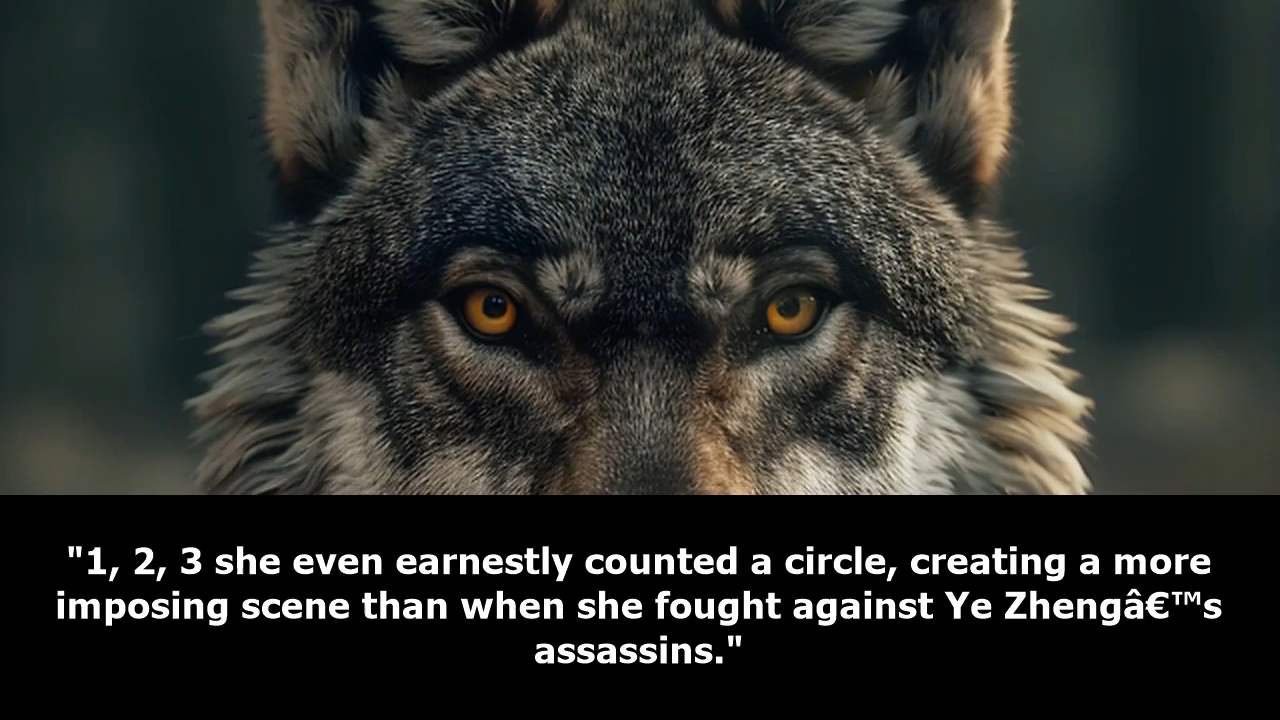 "1, 2, 3 she even earnestly counted a circle, creating a more
imposing scene than when she fought against Ye Zhengâ€™s
assassins."